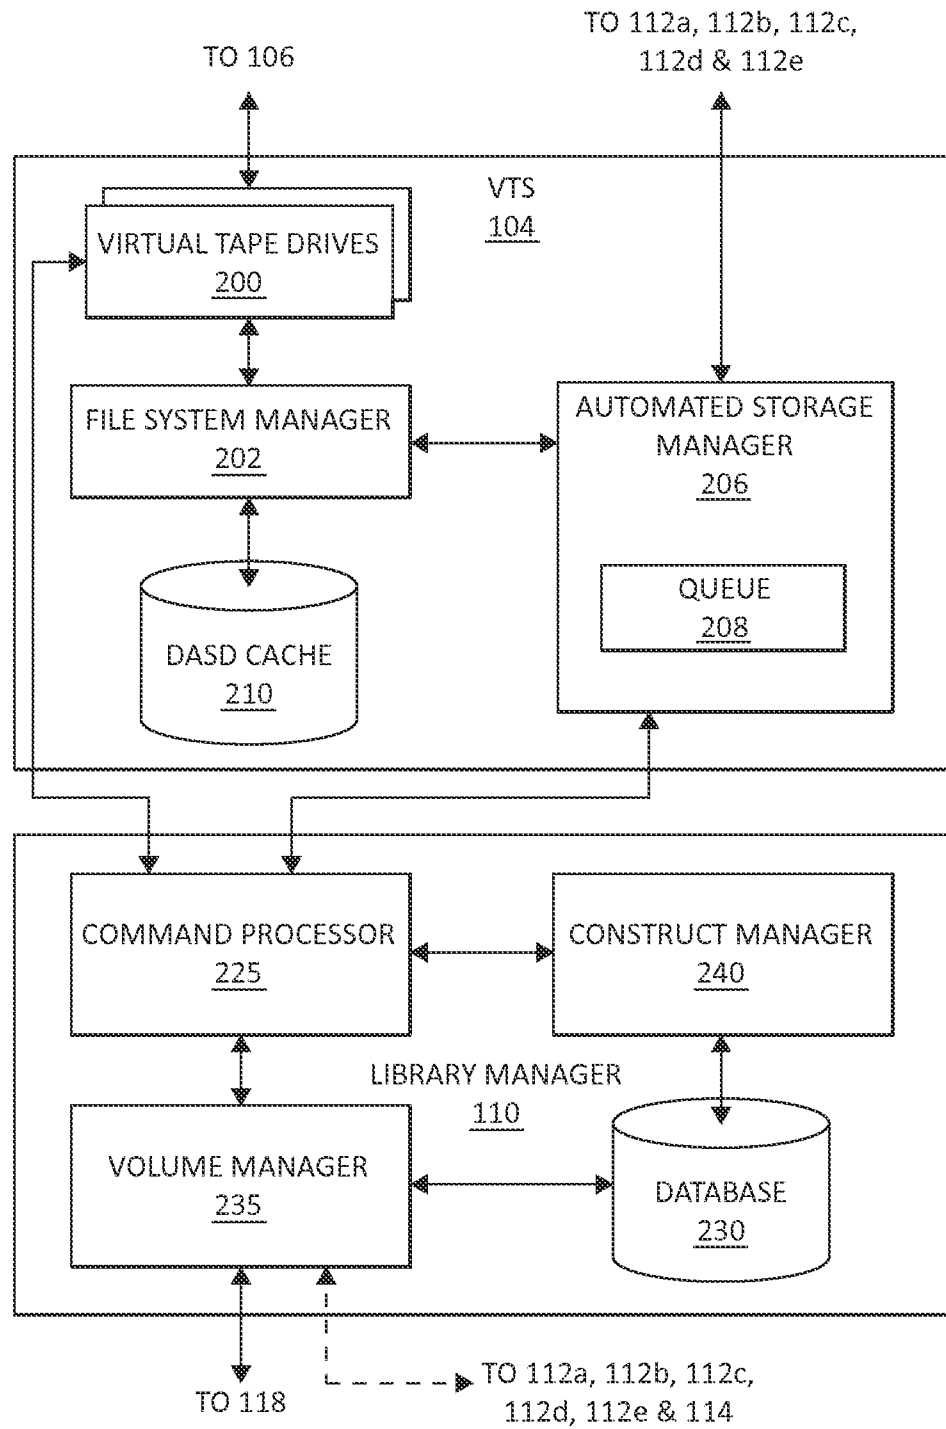 TO 106
TO 112a, 112b, 112c,
112d & 112e
VTS
104
VIRTUAL TAPE DRIVES
200
FILE SYSTEM MANAGER
202
AUTOMATED STORAGE
MANAGER
206
QUEUE
208
DASD CACHE
210
COMMAND PROCESSOR
225
CONSTRUCT MANAGER
240
LIBRARY MANAGER
110
VOLUME MANAGER
235
DATABASE
230
TO 118
TO 112a, 112b, 112c,
112d, 112e & 114